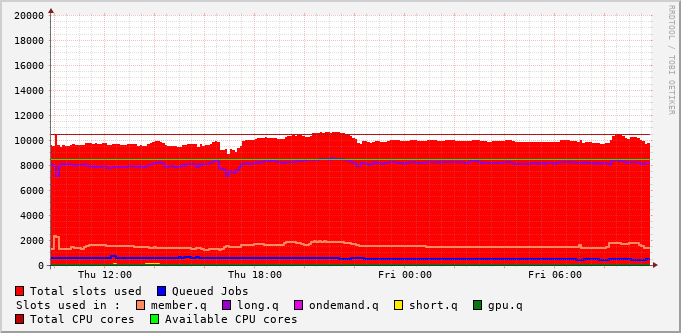 20000
18000
16000
14000
12000
10000
8000
6000
4000
2000
0
Thu 12:00 Thu 18:00 Fri 00:00 Fri 06:00
RRDTOOL / TOBI OETIKER
Total slots used Queued Jobs
Slots used in : member.q long.q ondemand.q short.q gpu.q
Total CPU cores Available CPU cores